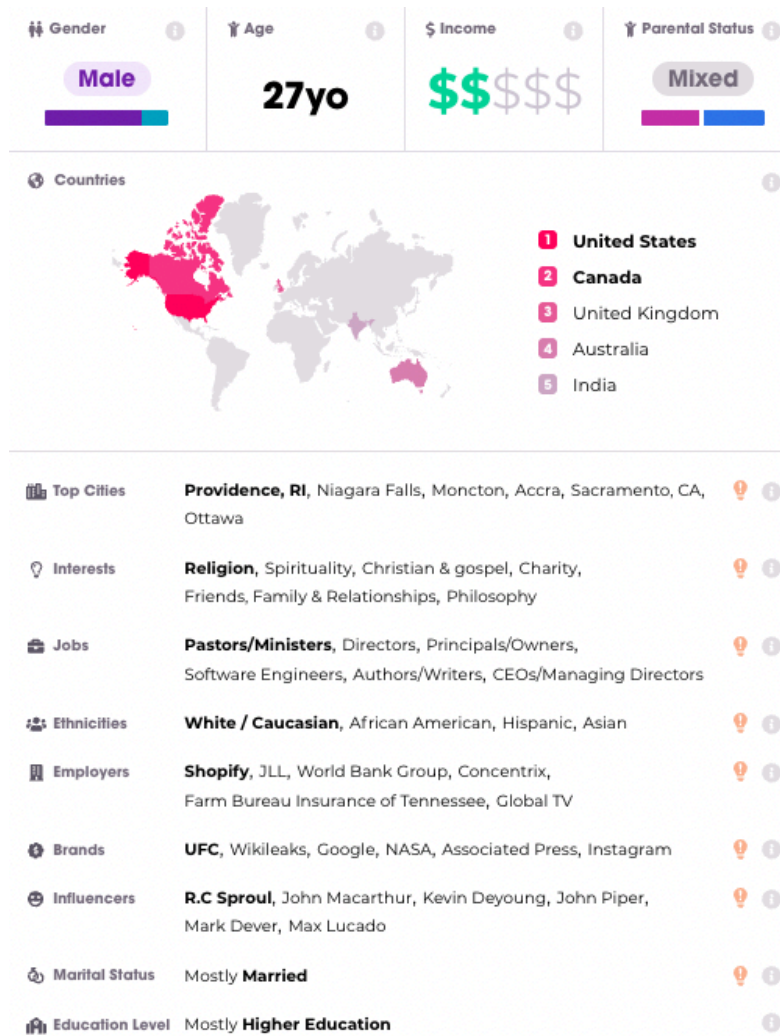 Gender
Age
$ Income
Parental Status
Male
27yo
$$$$$
Mixed
Countries
1 United States
2 Canada
3 United Kingdom
4 Australia
5 India
Top Cities
Providence, RI, Niagara Falls, Moncton, Accra, Sacramento, CA,
Ottawa
Interests
Religion, Spirituality, Christian & gospel, Charity,
Friends, Family & Relationships, Philosophy
Jobs
Pastors/Ministers, Directors, Principals/Owners,
Software Engineers, Authors/Writers, CEOs/Managing Directors
Ethnicities
White / Caucasian, African American, Hispanic, Asian
Employers
Shopify, JLL, World Bank Group, Concentrix,
Farm Bureau Insurance of Tennessee, Global TV
Brands
UFC, Wikileaks, Google, NASA, Associated Press, Instagram
Influencers
R.C Sproul, John Macarthur, Kevin Deyoung, John Piper,
Mark Dever, Max Lucado
Marital Status
Mostly Married
Education Level
Mostly Higher Education